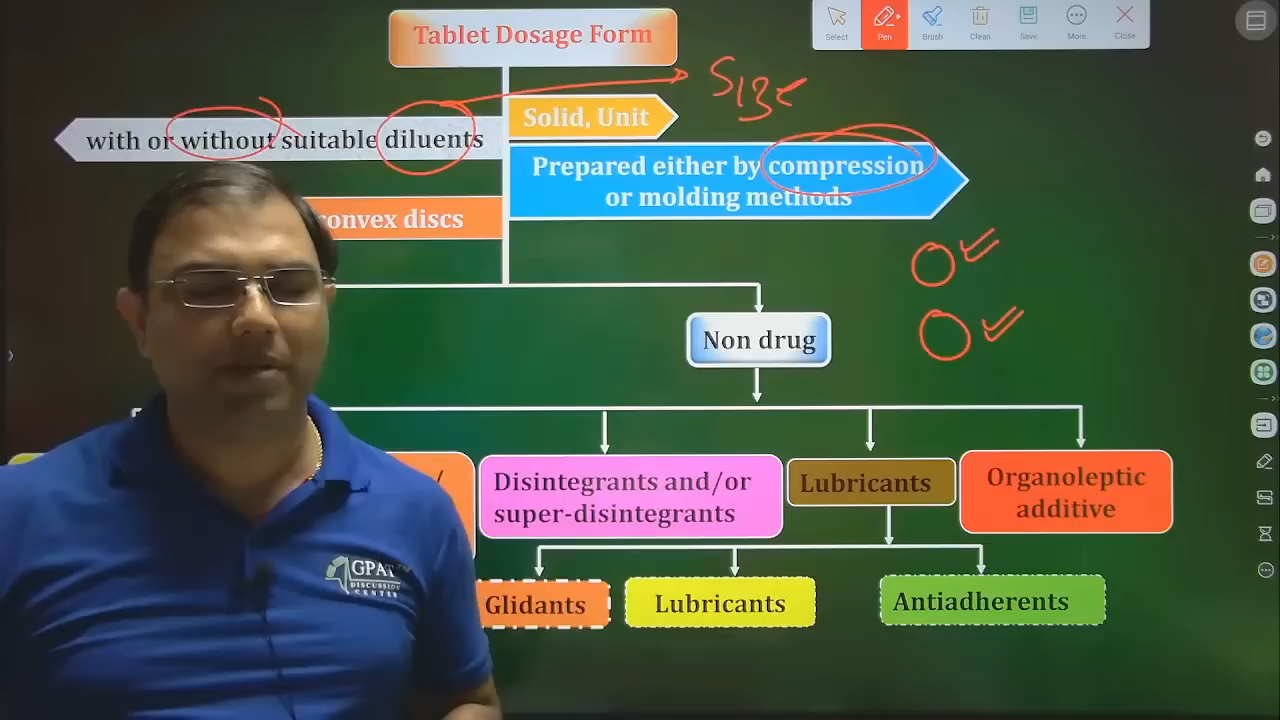 Tablet Dosage Form
Select
Pen
Brush
Clean
Save
More
Close
Size
Solid, Unit
with or without suitable diluents
Prepared either by compression
or molding methods
convex discs
Non drug
/
Disintegrants and/or
super-disintegrants
Lubricants
Organoleptic
additive
Glidants
Lubricants
Antiadherents
GPAT
DISCUSSION
CENTER